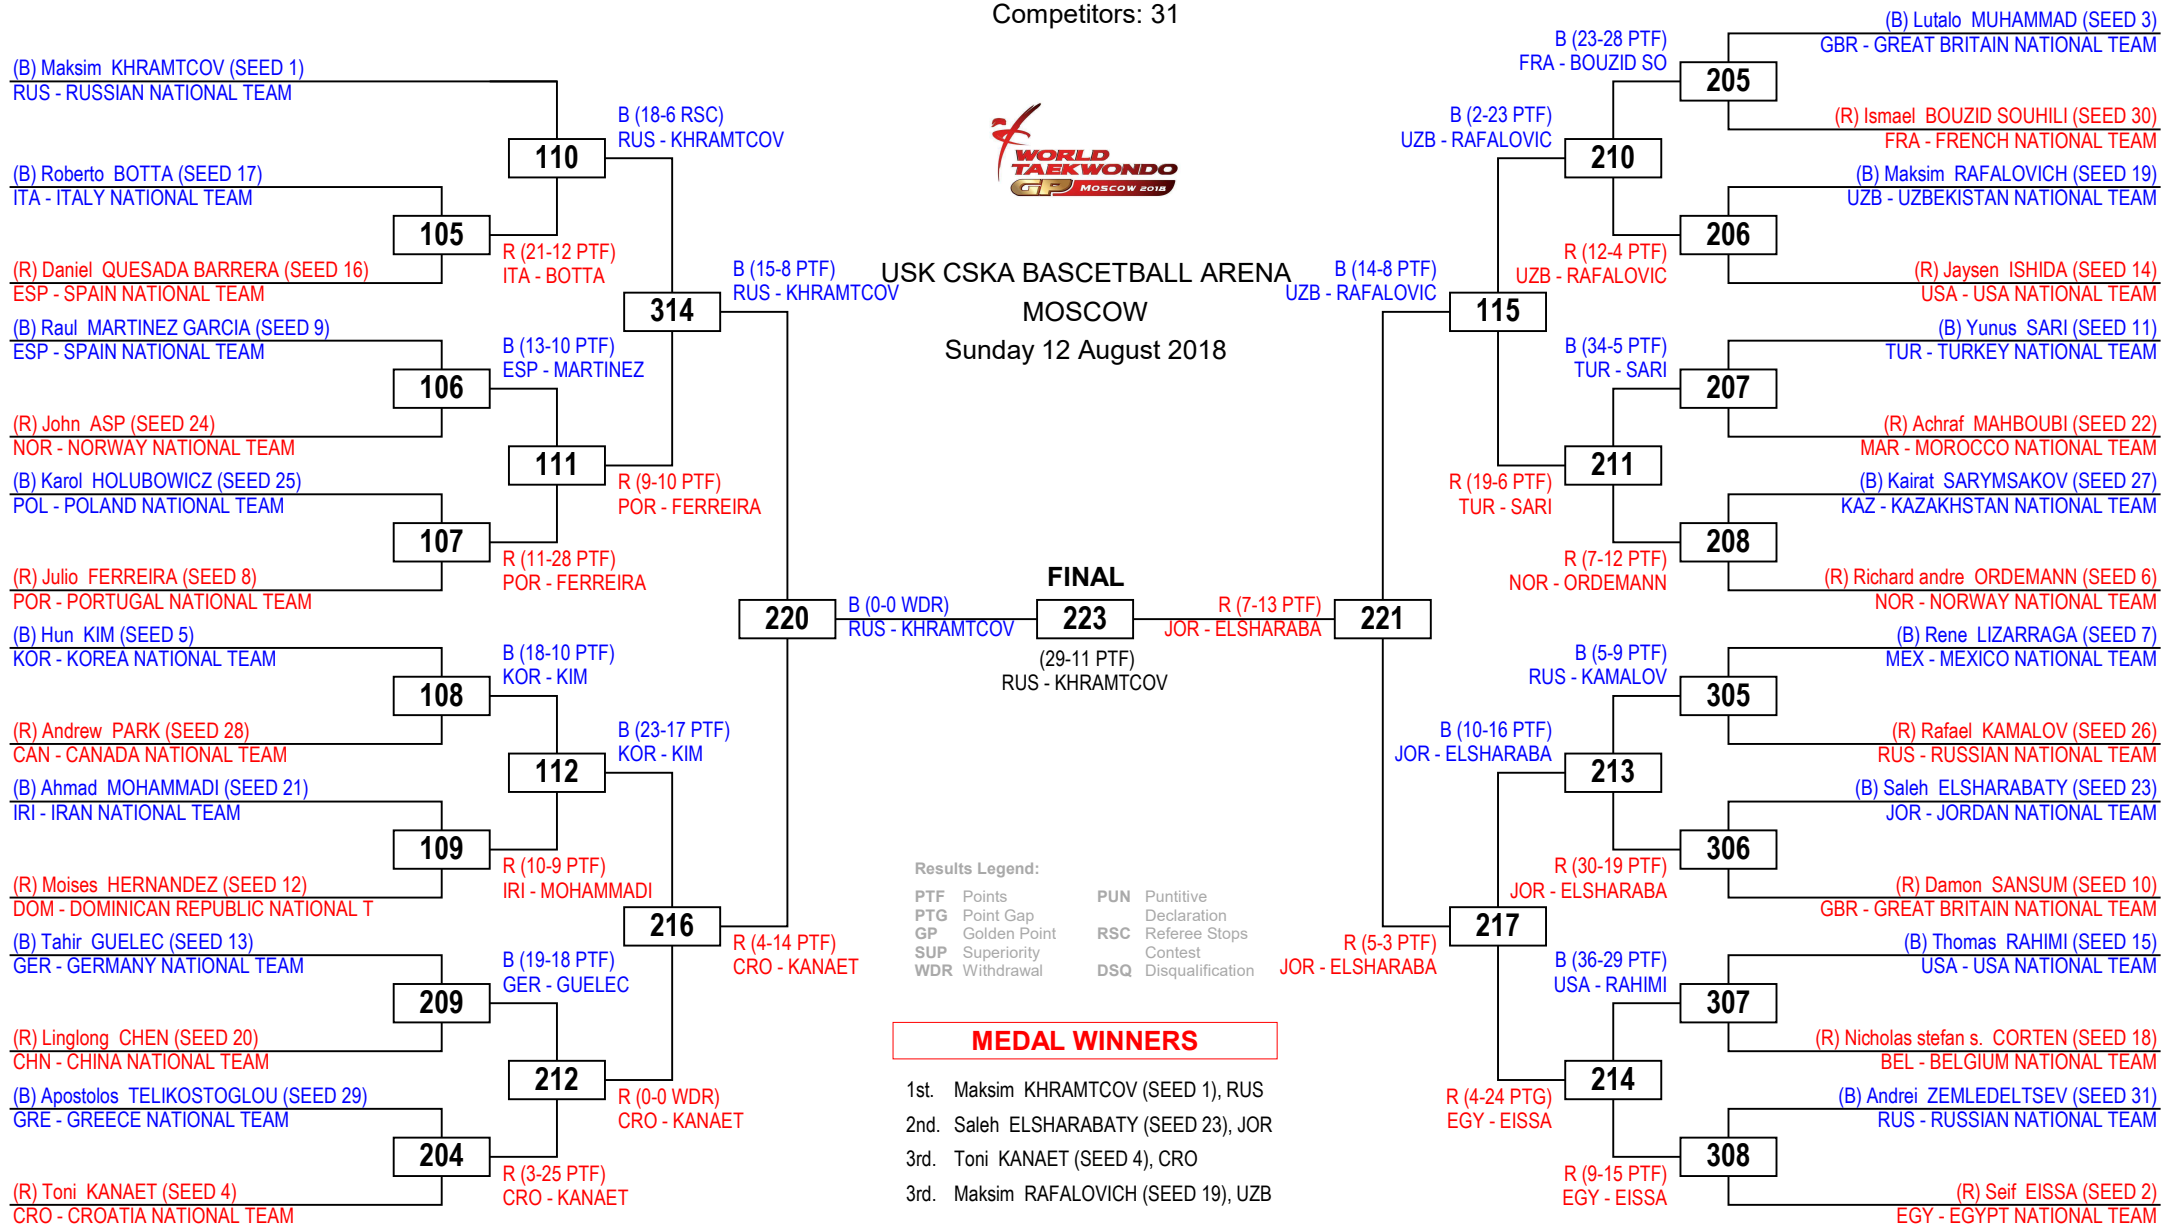 Competitors: 31
(B) Maksim KHRAMTCOV (SEED 1)
RUS - RUSSIAN NATIONAL TEAM
(B) Roberto BOTTA (SEED 17)
ITA - ITALY NATIONAL TEAM
(R) Daniel QUESADA BARRERA (SEED 16)
ESP - SPAIN NATIONAL TEAM
(B) Raul MARTINEZ GARCIA (SEED 9)
ESP - SPAIN NATIONAL TEAM
(R) John ASP (SEED 24)
NOR - NORWAY NATIONAL TEAM
(B) Karol HOLUBOWICZ (SEED 25)
POL - POLAND NATIONAL TEAM
(R) Julio FERREIRA (SEED 8)
POR - PORTUGAL NATIONAL TEAM
(B) Hun KIM (SEED 5)
KOR - KOREA NATIONAL TEAM
(R) Andrew PARK (SEED 28)
CAN - CANADA NATIONAL TEAM
(B) Ahmad MOHAMMADI (SEED 21)
IRI - IRAN NATIONAL TEAM
(R) Moises HERNANDEZ (SEED 12)
DOM - DOMINICAN REPUBLIC NATIONAL T
(B) Tahir GUELEC (SEED 13)
GER - GERMANY NATIONAL TEAM
(R) Linglong CHEN (SEED 20)
CHN - CHINA NATIONAL TEAM
(B) Apostolos TELIKOSTOGLOU (SEED 29)
GRE - GREECE NATIONAL TEAM
(R) Toni KANAET (SEED 4)
CRO - CROATIA NATIONAL TEAM
105
106
107
108
109
209
204
R (21-12 PTF)
ITA - BOTTA
B (13-10 PTF)
ESP - MARTINEZ
R (11-28 PTF)
POR - FERREIRA
B (18-10 PTF)
KOR - KIM
R (10-9 PTF)
IRI - MOHAMMADI
B (19-18 PTF)
GER - GUELEC
R (3-25 PTF)
CRO - KANAET
110
111
112
212
B (18-6 RSC)
RUS - KHRAMTCOV
R (9-10 PTF)
POR - FERREIRA
B (23-17 PTF)
KOR - KIM
R (0-0 WDR)
CRO - KANAET
314
216
B (15-8 PTF)
RUS - KHRAMTCOV
R (4-14 PTF)
CRO - KANAET
220
B (0-0 WDR)
RUS - KHRAMTCOV
WORLD
TAEKWONDO
GP MOSCOW 2018
USK CSKA BASCETBALL ARENA
MOSCOW
Sunday 12 August 2018
FINAL
223
(29-11 PTF)
RUS - KHRAMTCOV
Results Legend:
PTF Points
PTG Point Gap
GP Golden Point
SUP Superiority
WDR Withdrawal
PUN Puntitive
Declaration
RSC Referee Stops
Contest
DSQ Disqualification
MEDAL WINNERS
1st. Maksim KHRAMTCOV (SEED 1), RUS
2nd. Saleh ELSHARABATY (SEED 23), JOR
3rd. Toni KANAET (SEED 4), CRO
3rd. Maksim RAFALOVICH (SEED 19), UZB
R (7-13 PTF)
JOR - ELSHARABA
221
B (14-8 PTF)
UZB - RAFALOVIC
R (5-3 PTF)
JOR - ELSHARABA
115
217
B (2-23 PTF)
UZB - RAFALOVIC
R (19-6 PTF)
TUR - SARI
B (10-16 PTF)
JOR - ELSHARABA
R (4-24 PTG)
EGY - EISSA
210
211
213
214
B (23-28 PTF)
FRA - BOUZID SO
R (12-4 PTF)
UZB - RAFALOVIC
B (34-5 PTF)
TUR - SARI
R (7-12 PTF)
NOR - ORDEMANN
B (5-9 PTF)
RUS - KAMALOV
R (30-19 PTF)
JOR - ELSHARABA
B (36-29 PTF)
USA - RAHIMI
R (9-15 PTF)
EGY - EISSA
205
206
207
208
305
306
307
308
(B) Lutalo MUHAMMAD (SEED 3)
GBR - GREAT BRITAIN NATIONAL TEAM
(R) Ismael BOUZID SOUHILI (SEED 30)
FRA - FRENCH NATIONAL TEAM
(B) Maksim RAFALOVICH (SEED 19)
UZB - UZBEKISTAN NATIONAL TEAM
(R) Jaysen ISHIDA (SEED 14)
USA - USA NATIONAL TEAM
(B) Yunus SARI (SEED 11)
TUR - TURKEY NATIONAL TEAM
(R) Achraf MAHBOUBI (SEED 22)
MAR - MOROCCO NATIONAL TEAM
(B) Kairat SARYMSAKOV (SEED 27)
KAZ - KAZAKHSTAN NATIONAL TEAM
(R) Richard andre ORDEMANN (SEED 6)
NOR - NORWAY NATIONAL TEAM
(B) Rene LIZARRAGA (SEED 7)
MEX - MEXICO NATIONAL TEAM
(R) Rafael KAMALOV (SEED 26)
RUS - RUSSIAN NATIONAL TEAM
(B) Saleh ELSHARABATY (SEED 23)
JOR - JORDAN NATIONAL TEAM
(R) Damon SANSUM (SEED 10)
GBR - GREAT BRITAIN NATIONAL TEAM
(B) Thomas RAHIMI (SEED 15)
USA - USA NATIONAL TEAM
(R) Nicholas stefan s. CORTEN (SEED 18)
BEL - BELGIUM NATIONAL TEAM
(B) Andrei ZEMLEDELTSEV (SEED 31)
RUS - RUSSIAN NATIONAL TEAM
(R) Seif EISSA (SEED 2)
EGY - EGYPT NATIONAL TEAM